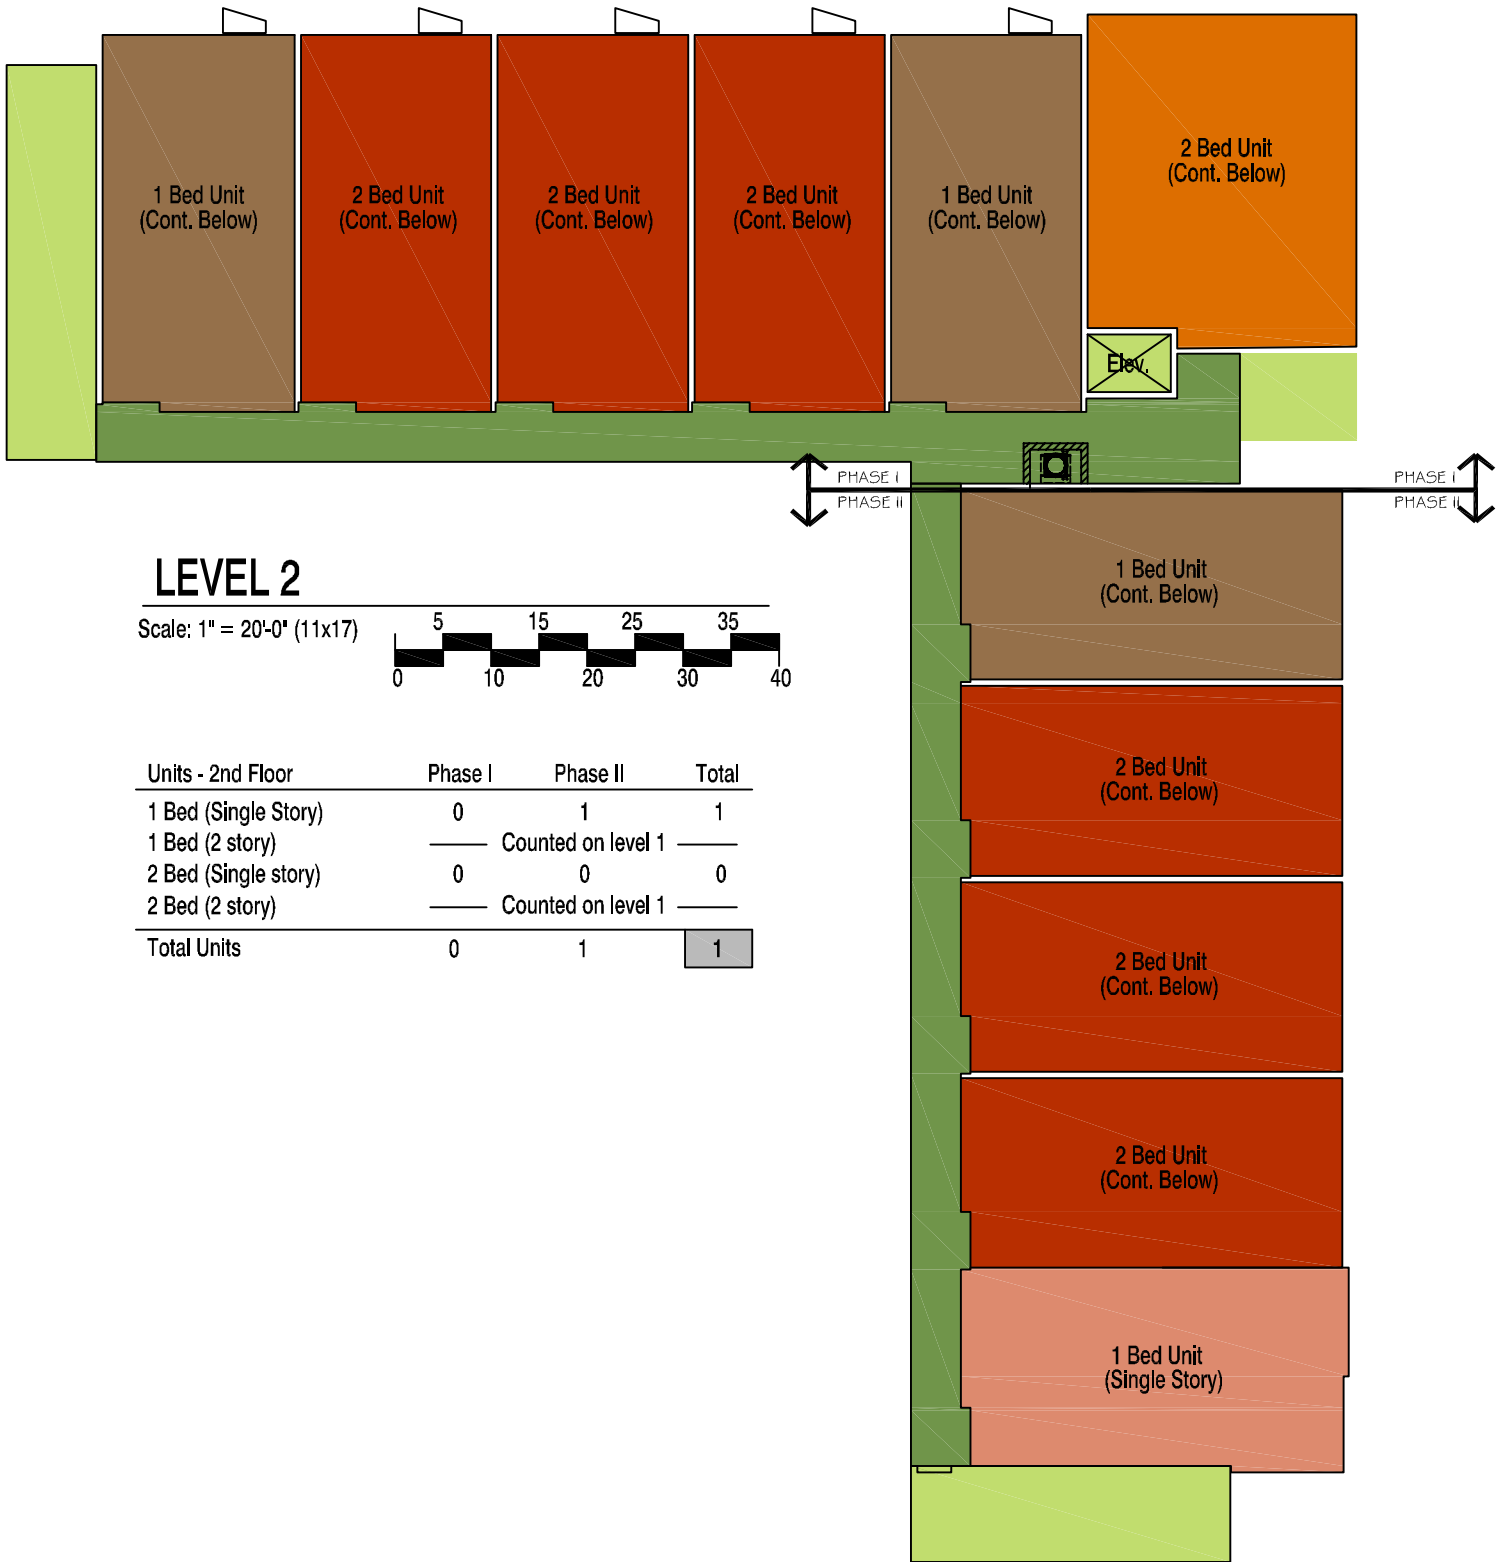 2 Bed Unit
(Cont. Below)
1 Bed Unit
(Cont. Below)
2 Bed Unit
(Cont. Below)
2 Bed Unit
(Cont. Below)
2 Bed Unit
(Cont. Below)
1 Bed Unit
(Cont. Below)
Elev.
PHASE I
PHASE II
PHASE I
PHASE II
LEVEL 2
Scale: 1" = 20'-0" (11x17)
5 15 25 35
0 10 20 30 40
1 Bed Unit
(Cont. Below)
2 Bed Unit
(Cont. Below)
Units - 2nd Floor Phase I Phase II Total
1 Bed (Single Story) 0 1 1
1 Bed (2 story) Counted on level 1
2 Bed (Single story) 0 0 0
2 Bed (2 story) Counted on level 1
Total Units 0 1 1
2 Bed Unit
(Cont. Below)
2 Bed Unit
(Cont. Below)
1 Bed Unit
(Single Story)